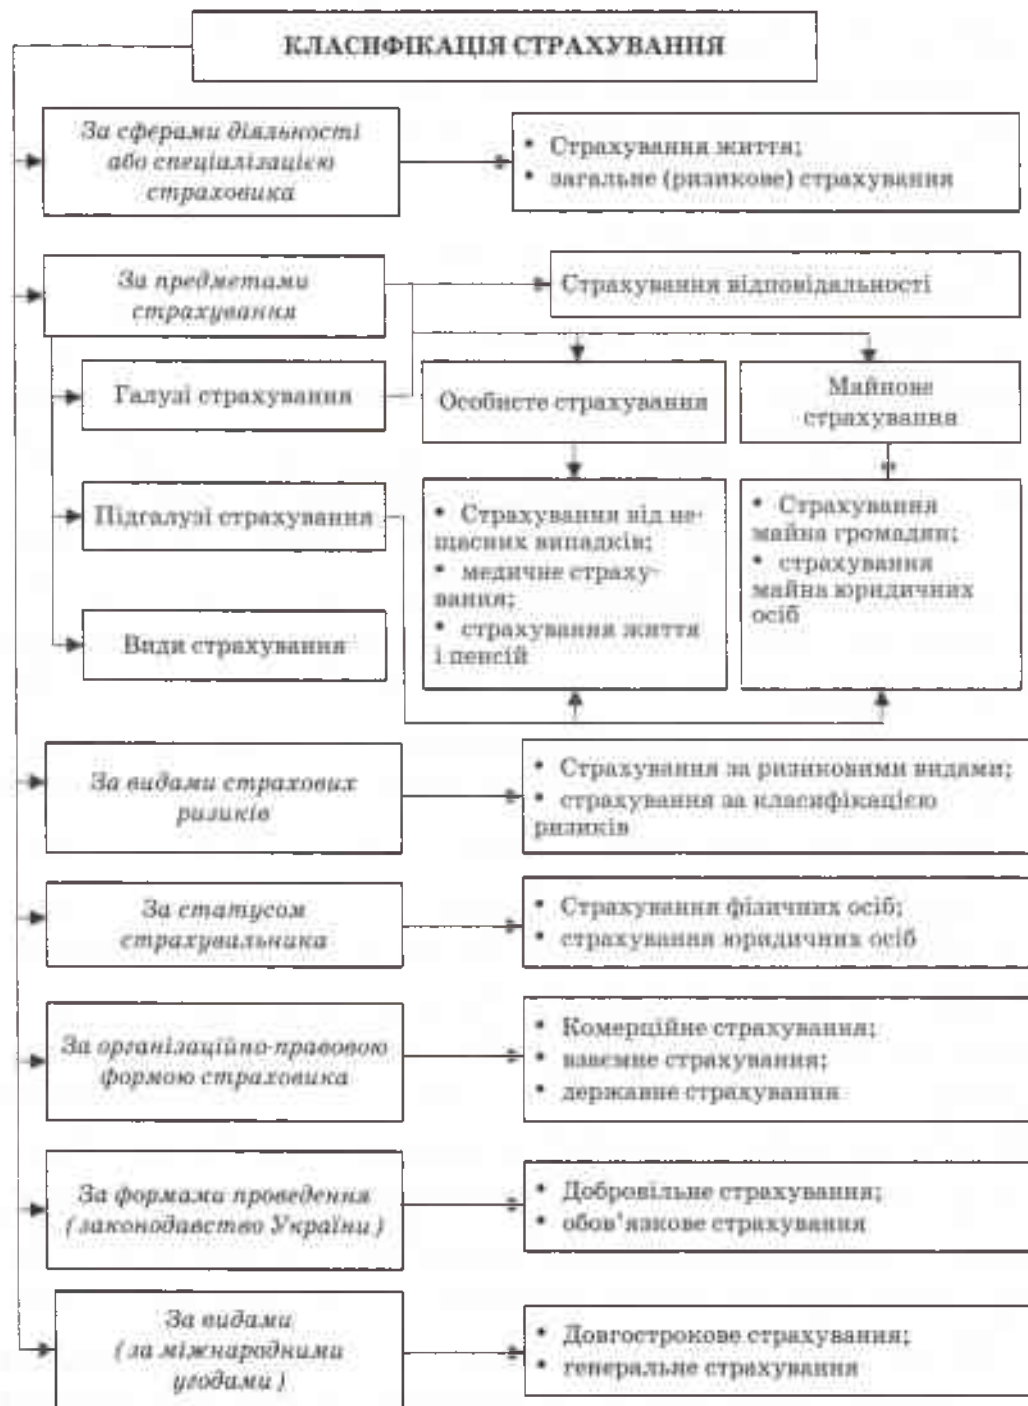 КЛАСИФІКАЦІЯ СТРАХУВАННЯ
За сферами діяльності
або спеціалізацією
страховика
• Страхування життя;
• загальне (ризикове) страхування
За предметами
страхування
Страхування відповідальності
Галузі страхування
Особисте страхування
Майнове
страхування
Підгалузі страхування
• Страхування від не-
щасних випадків;
• медичне страху-
вання;
• страхування життя
і пенсій
• Страхування
майна громадян;
• страхування
майна юридичних
осіб
Види страхування
За видами страхових
ризиків
• Страхування за ризиковими видами;
• страхування за класифікацією
ризиків
За статусом
страхувальника
• Страхування фізичних осіб;
• страхування юридичних осіб
За організаційно-правовою
формою страховика
• Комерційне страхування;
• взаємне страхування;
• державне страхування
За формами проведення
(законодавство України)
• Добровільне страхування;
• обов’язкове страхування
За видами
(за міжнародними
угодами)
• Довгострокове страхування;
• генеральне страхування